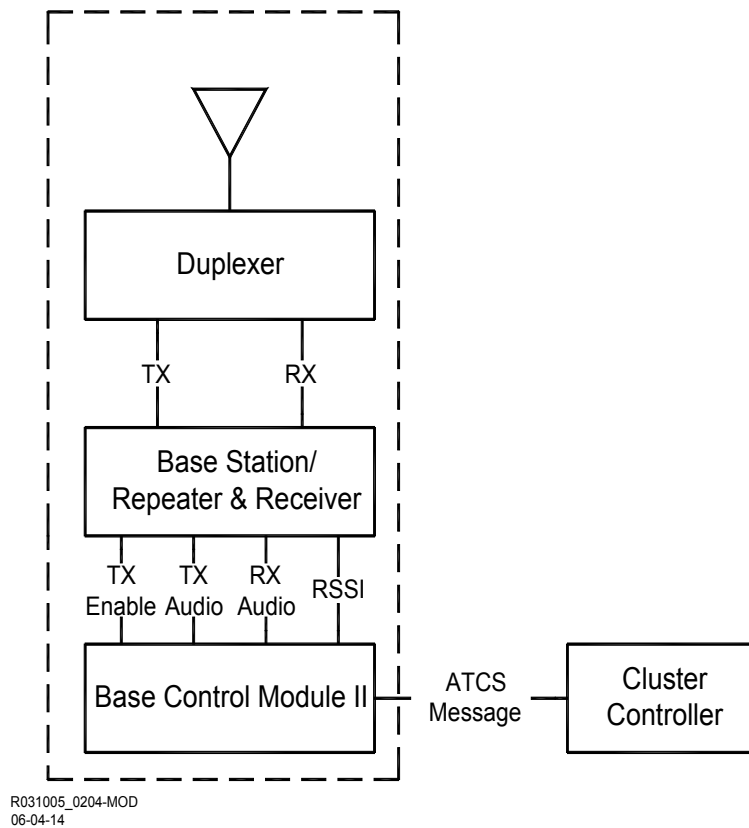 Duplexer
TX
RX
Base Station/
Repeater & Receiver
TX
Enable
TX
Audio
RX
Audio
RSSI
Base Control Module II
ATCS
Message
Cluster
Controller
R031005_0204-MOD
06-04-14